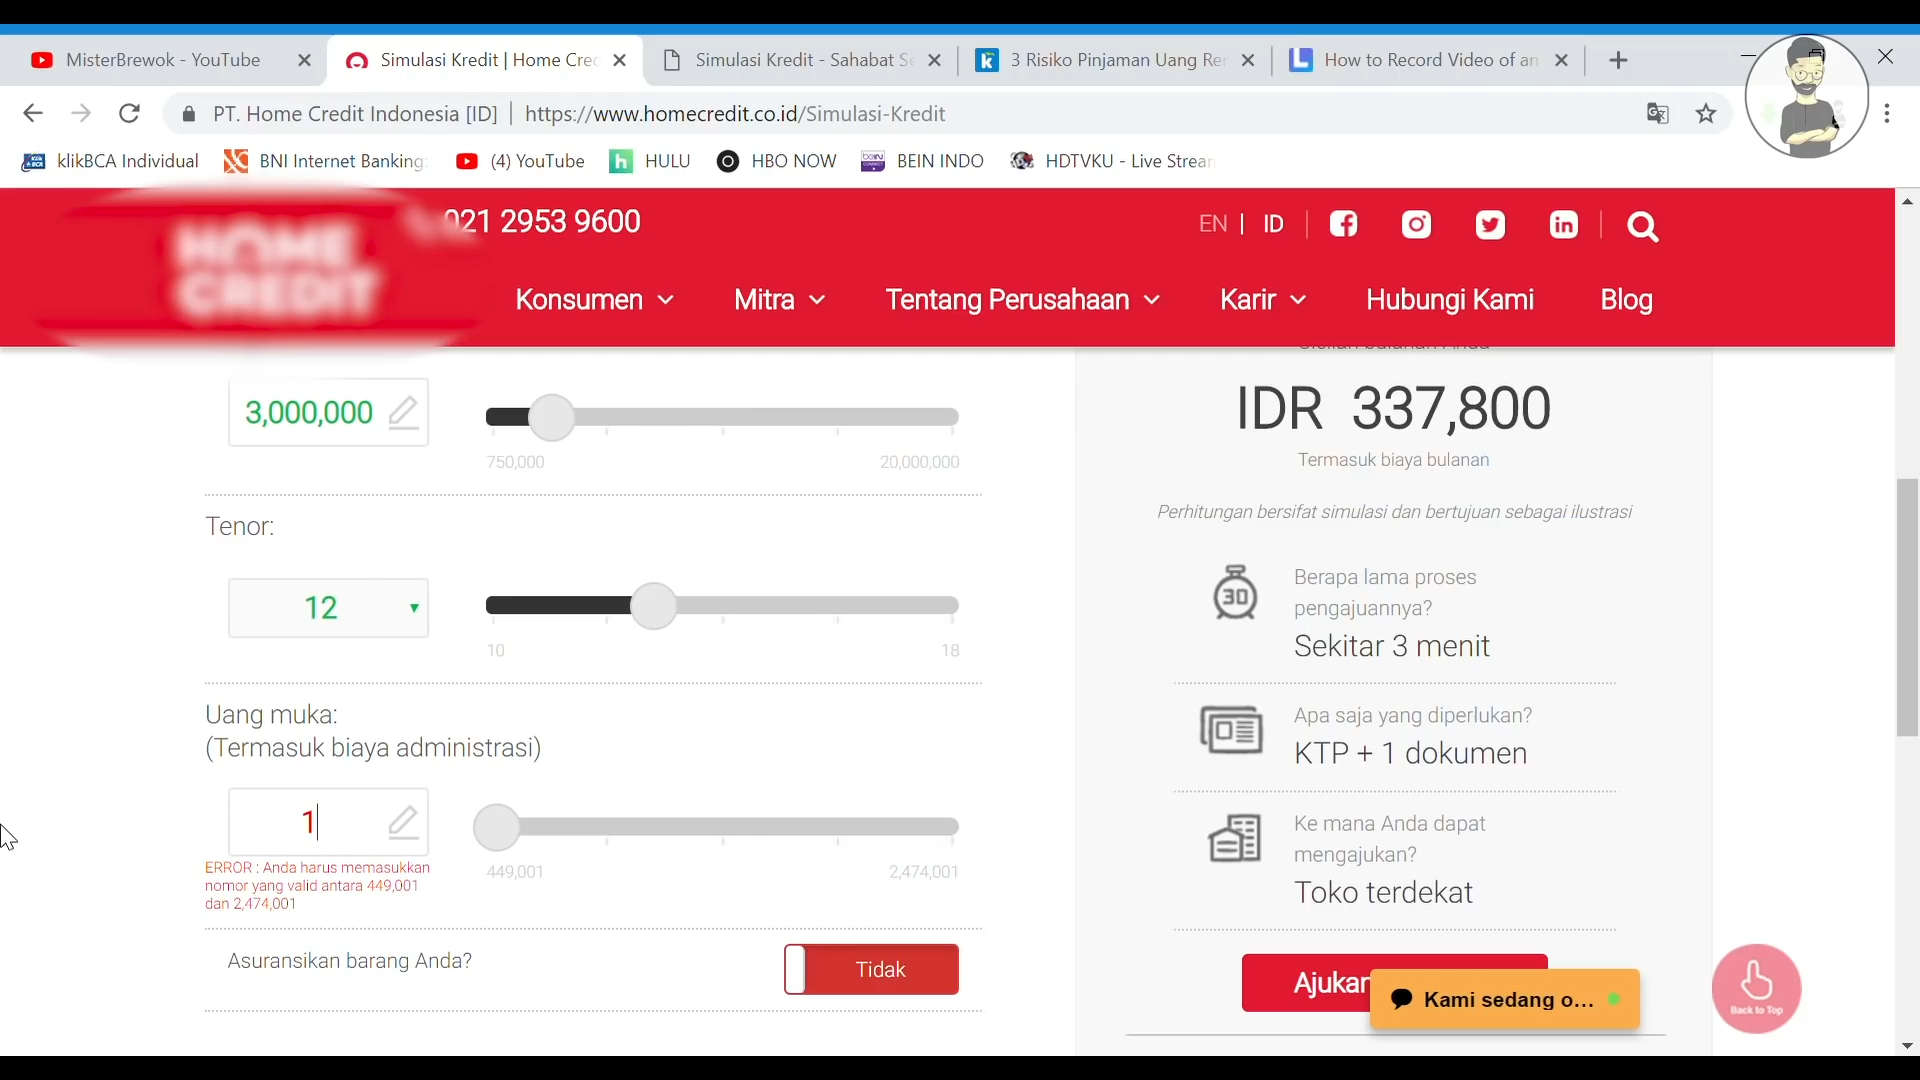 MisterBrewok - YouTube
Simulasi Kredit | Home Cre
Simulasi Kredit - Sahabat Se
3 Risiko Pinjaman Uang Re
How to Record Video of an
PT. Home Credit Indonesia [ID]
https://www.homecredit.co.id/Simulasi-Kredit
klikBCA Individual
BNI Internet Banking
(4) YouTube
HULU
HBO NOW
BEIN INDO
HDTVKU - Live Stream
HOME
CREDIT
021 2953 9600
EN | ID
Konsumen
Mitra
Tentang Perusahaan
Karir
Hubungi Kami
Blog
3,000,000
750,000
20,000,000
Tenor:
12
10
18
Uang muka:
(Termasuk biaya administrasi)
1
ERROR : Anda harus memasukkan
nomor yang valid antara 449,001
dan 2,474,001
449,001
2,474,001
Asuransikan barang Anda?
Tidak
IDR 337,800
Termasuk biaya bulanan
Perhitungan bersifat simulasi dan bertujuan sebagai ilustrasi
30
Berapa lama proses
pengajuannya?
Sekitar 3 menit
Apa saja yang diperlukan?
KTP + 1 dokumen
Ke mana Anda dapat
mengajukan?
Toko terdekat
Ajukan
Kami sedang o...
Back to Top